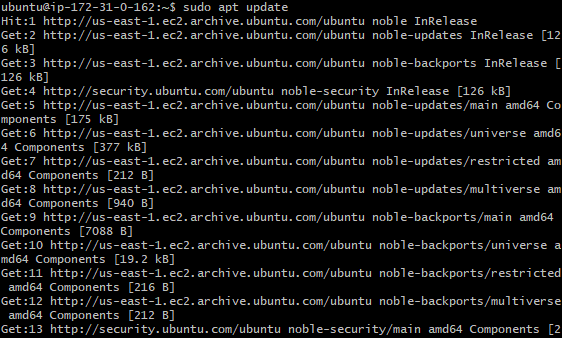 ubuntu@ip-172-31-0-162:~$ sudo apt update
Hit:1 http://us-east-1.ec2.archive.ubuntu.com/ubuntu noble InRelease
Get:2 http://us-east-1.ec2.archive.ubuntu.com/ubuntu noble-updates InRelease [12
6 kB]
Get:3 http://us-east-1.ec2.archive.ubuntu.com/ubuntu noble-backports InRelease [
126 kB]
Get:4 http://security.ubuntu.com/ubuntu noble-security InRelease [126 kB]
Get:5 http://us-east-1.ec2.archive.ubuntu.com/ubuntu noble-updates/main amd64 Co
mponents [175 kB]
Get:6 http://us-east-1.ec2.archive.ubuntu.com/ubuntu noble-updates/universe amd6
4 Components [377 kB]
Get:7 http://us-east-1.ec2.archive.ubuntu.com/ubuntu noble-updates/restricted am
d64 Components [212 B]
Get:8 http://us-east-1.ec2.archive.ubuntu.com/ubuntu noble-updates/multiverse am
d64 Components [940 B]
Get:9 http://us-east-1.ec2.archive.ubuntu.com/ubuntu noble-backports/main amd64
Components [7088 B]
Get:10 http://us-east-1.ec2.archive.ubuntu.com/ubuntu noble-backports/universe a
md64 Components [19.2 kB]
Get:11 http://us-east-1.ec2.archive.ubuntu.com/ubuntu noble-backports/restricted
 amd64 Components [216 B]
Get:12 http://us-east-1.ec2.archive.ubuntu.com/ubuntu noble-backports/multiverse
 amd64 Components [212 B]
Get:13 http://security.ubuntu.com/ubuntu noble-security/main amd64 Components [2